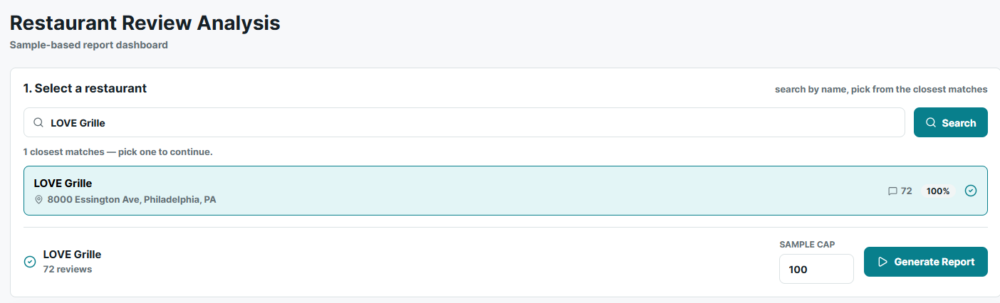 Restaurant Review Analysis
Sample-based report dashboard
1. Select a restaurant
search by name, pick from the closest matches
LOVE Grille
Search
1 closest matches — pick one to continue.
LOVE Grille
8000 Essington Ave, Philadelphia, PA
72
100%
LOVE Grille
72 reviews
SAMPLE CAP
100
Generate Report